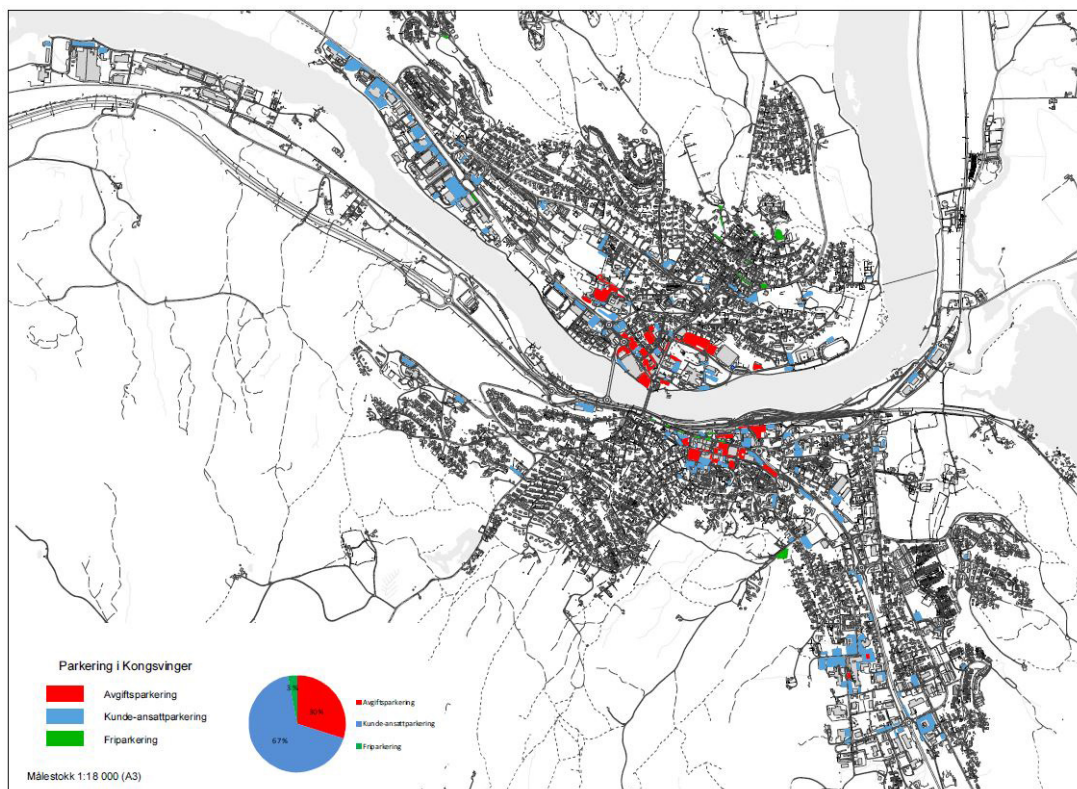 Parkering i Kongsvinger
Avgiftsparkering
Kunde-ansattparkering
Friparkering
Målestokk 1:18 000 (A3)
3 %
30%
67%
Avgiftsparkering
Kunde-ansattparkering
Friparkering